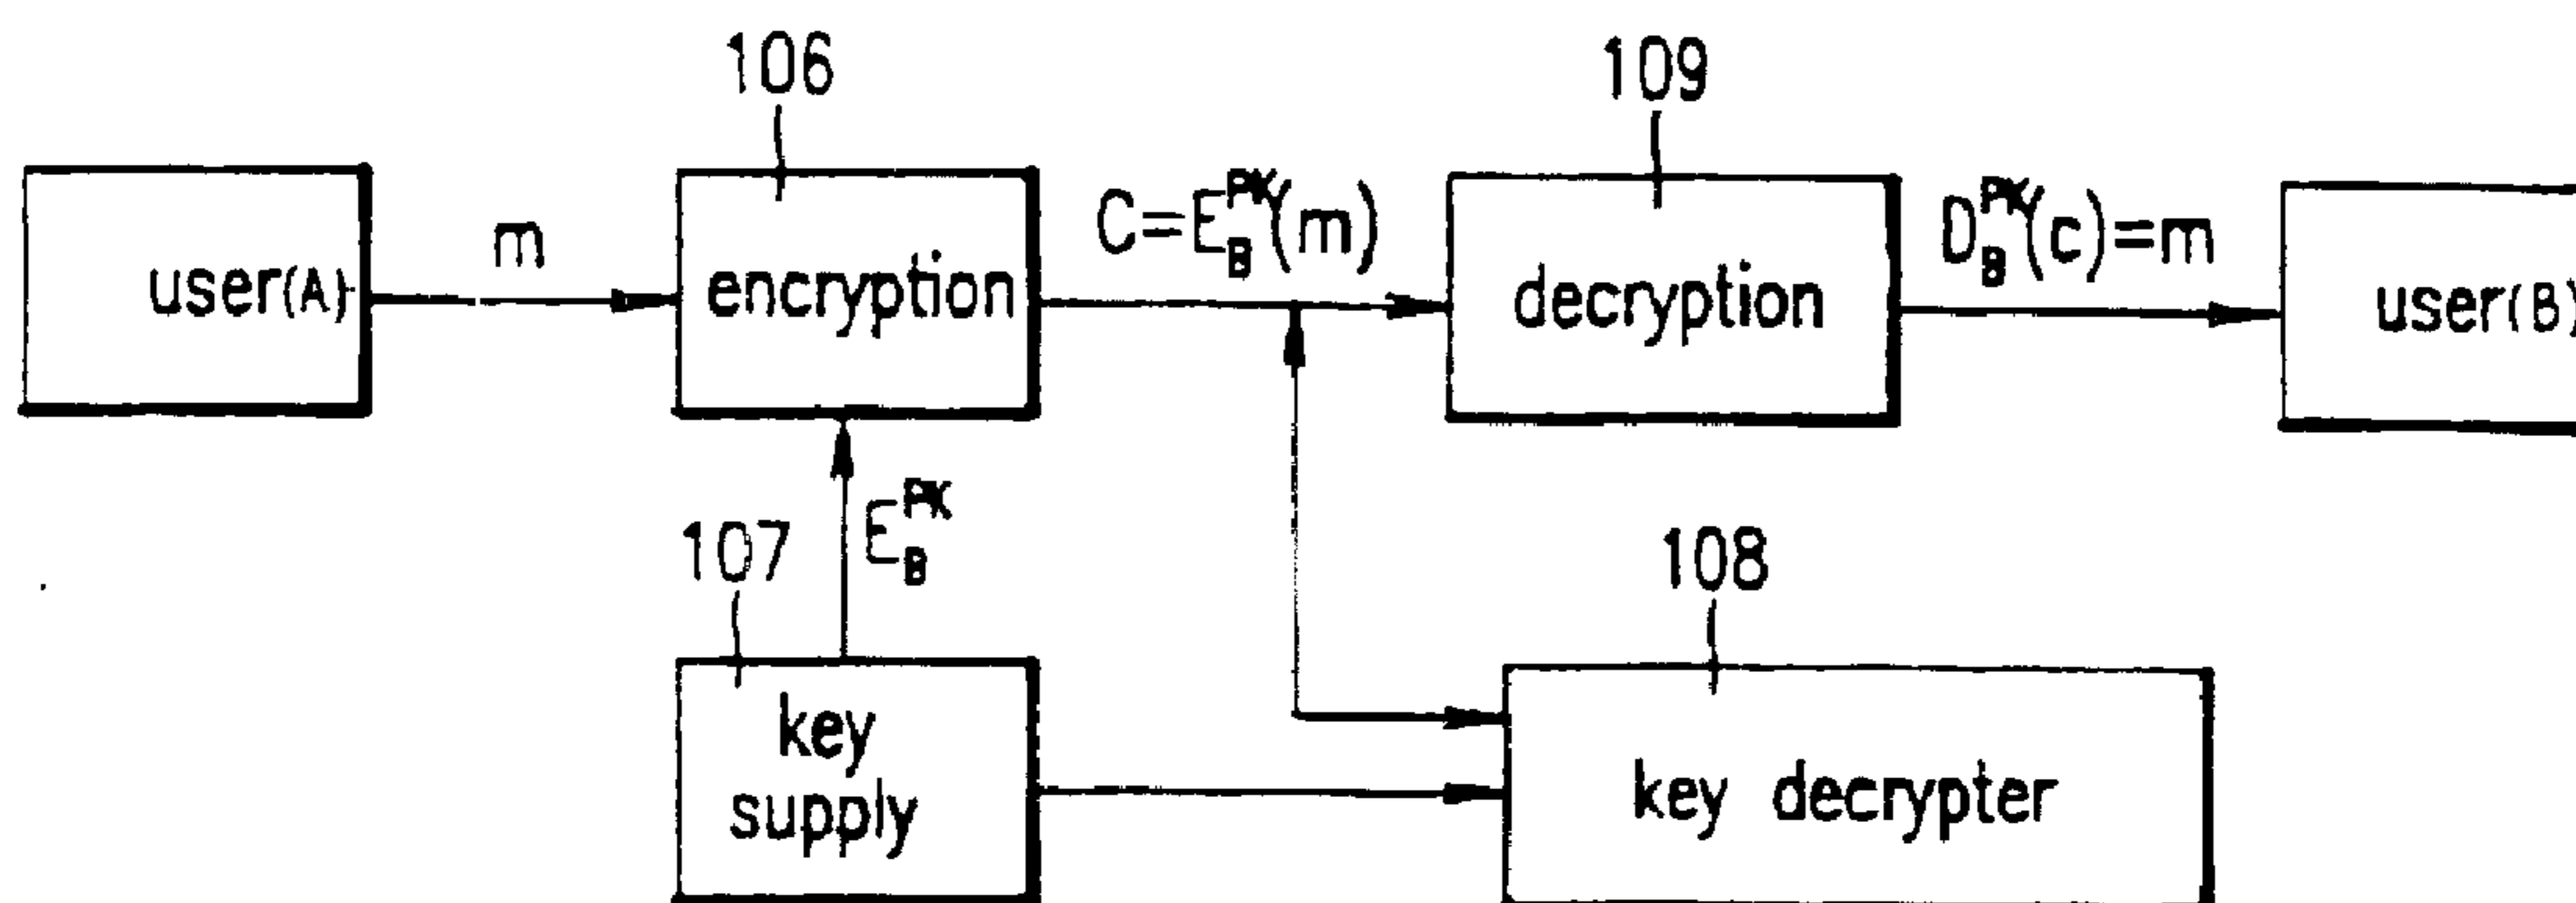 106
109
user(A)
m
encryption
C=E_B^PK(m)
decryption
D_B^PK(c)=m
user(B)
107
E_B^PK
108
key
supply
key decrypter